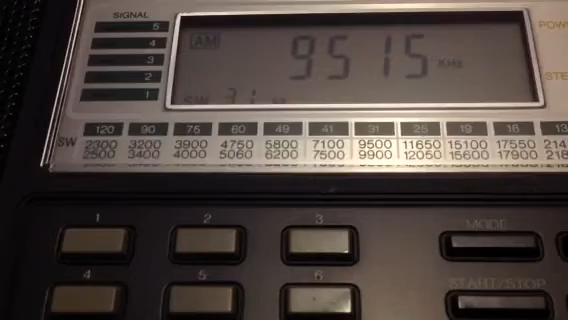 SIGNAL
5
4
3
2
1
AM
9515 KHz
SW 31 M
POW
STE
120 90 75 60 49 41 31 25 19 16 13
SW 2300 3200 3900 4750 5800 7100 9500 11650 15100 17550 214
2500 3400 4000 5060 6200 7500 9900 12050 15600 17900 218
1 2 3 MODE
4 5 6 START/STOP